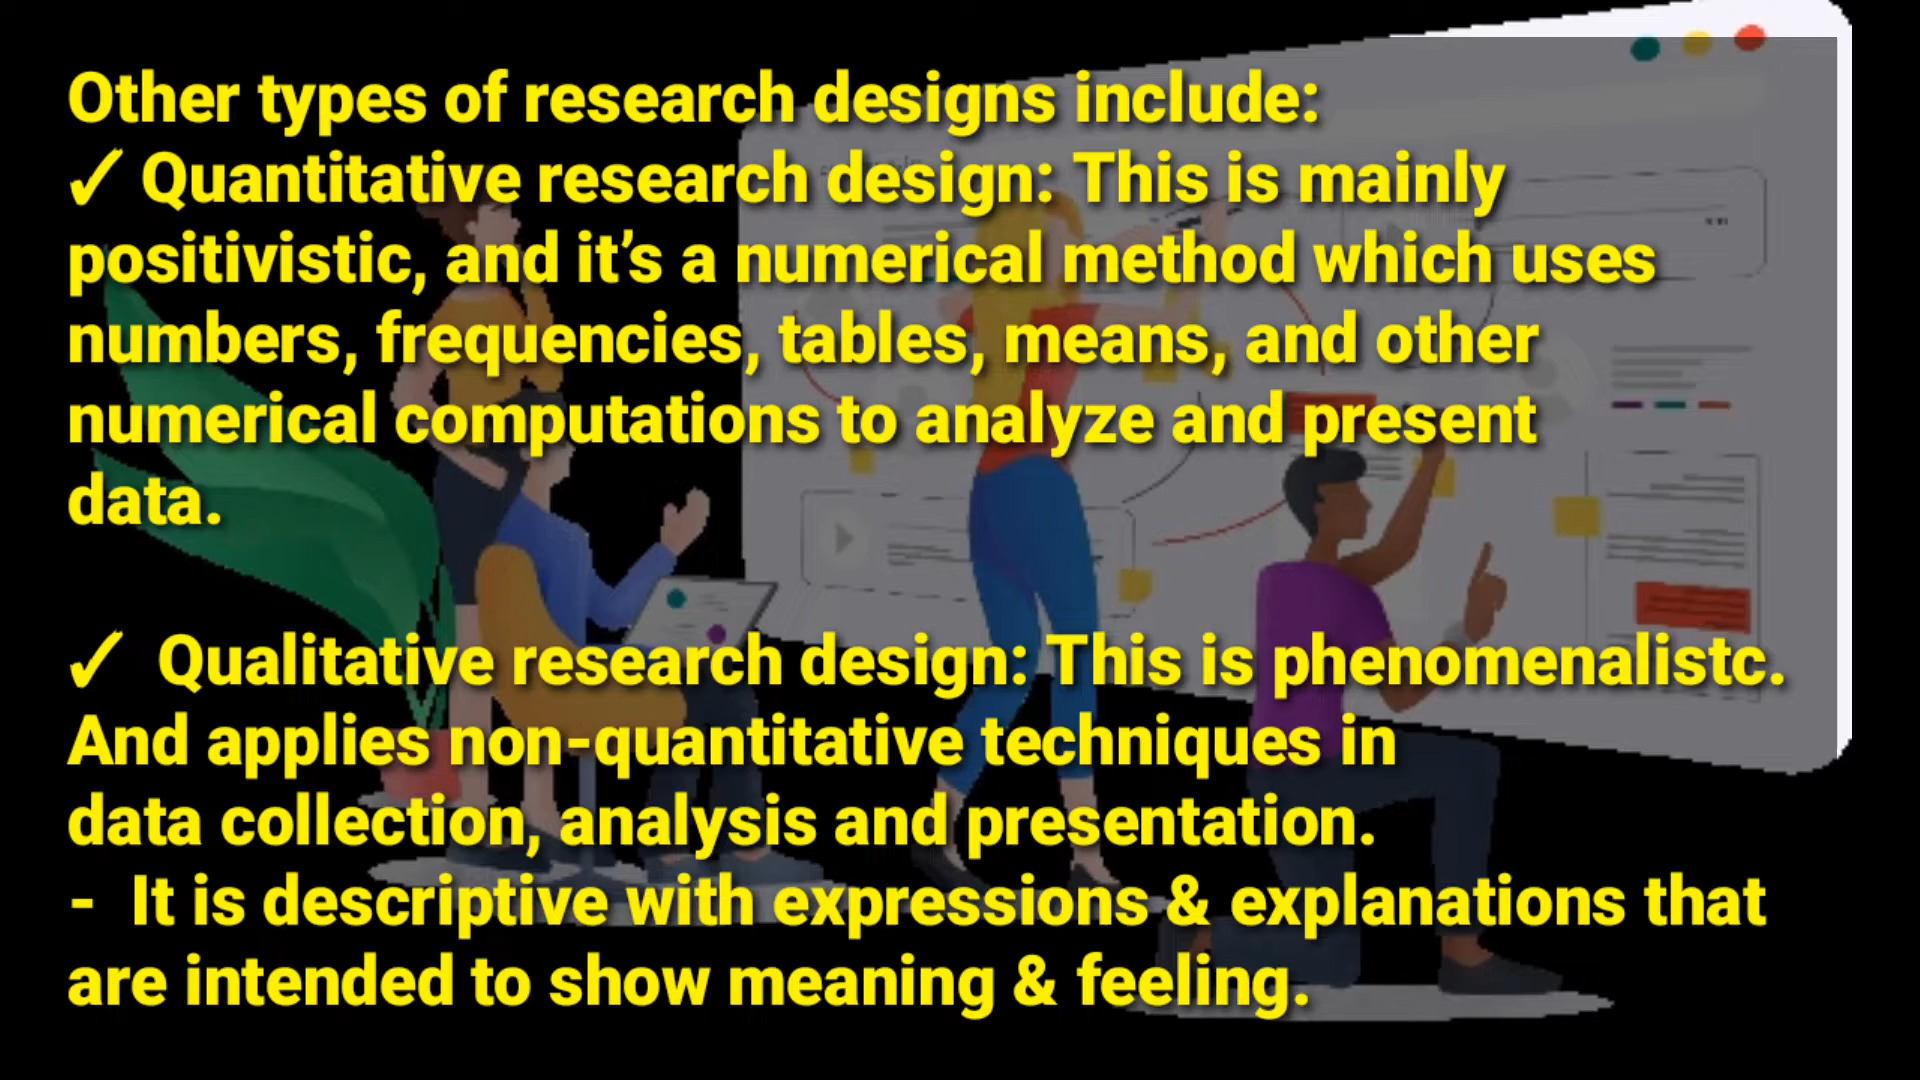 Other types of research designs include:
✓ Quantitative research design: This is mainly
positivistic, and it’s a numerical method which uses
numbers, frequencies, tables, means, and other
numerical computations to analyze and present
data.
✓ Qualitative research design: This is phenomenalistc.
And applies non-quantitative techniques in
data collection, analysis and presentation.
- It is descriptive with expressions & explanations that
are intended to show meaning & feeling.